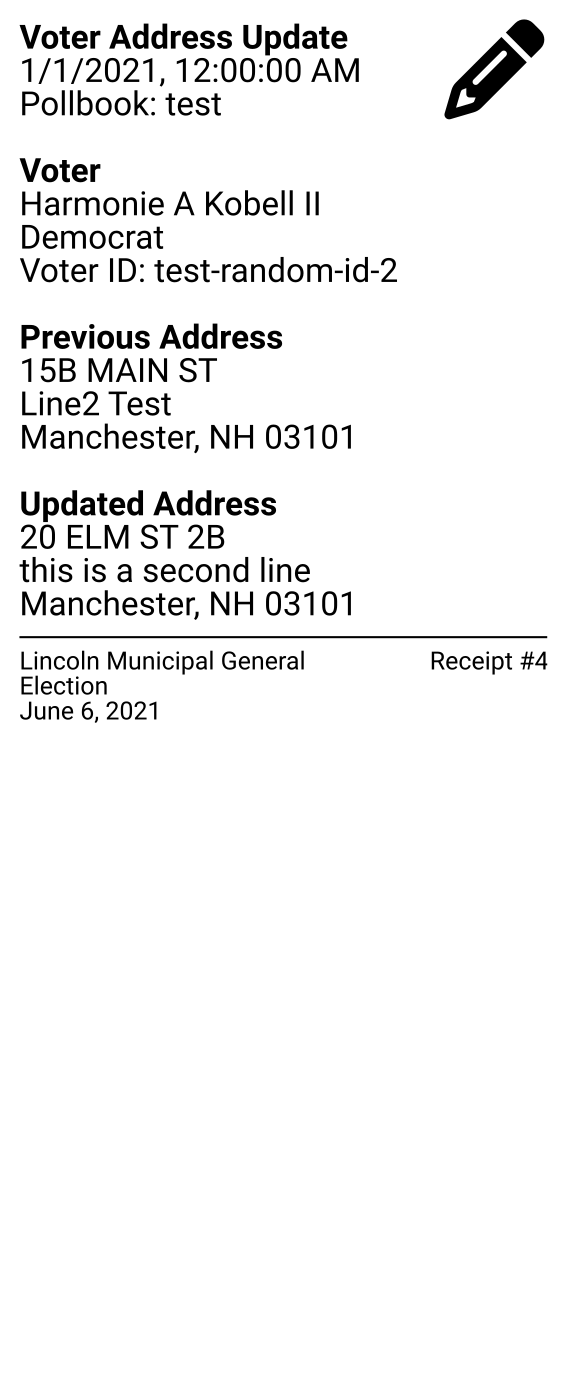 Voter Address Update
1/1/2021, 12:00:00 AM
Pollbook: test
Voter
Harmonie A Kobell II
Democrat
Voter ID: test-random-id-2
Previous Address
15B MAIN ST
Line2 Test
Manchester, NH 03101
Updated Address
20 ELM ST 2B
this is a second line
Manchester, NH 03101
Lincoln Municipal General
Election
June 6, 2021
Receipt #4